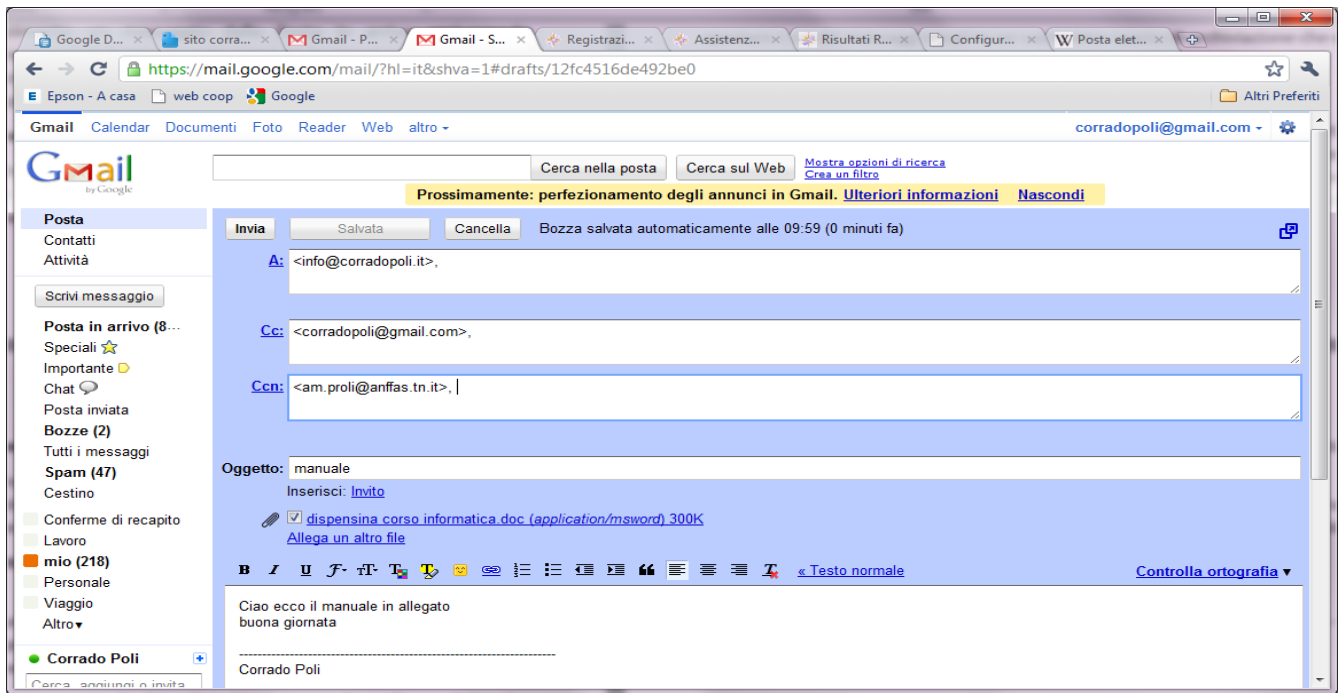 Google D... sito corra... Gmail - P... Gmail - S... Registrazi... Assistenz... Risultati R... Configur... W Posta elet...
https://mail.google.com/mail/?hl=it&shva=1#drafts/12fc4516de492be0
E Epson - A casa web coop Google Altri Preferiti
Gmail Calendar Documenti Foto Reader Web altro corradopoli@gmail.com
Gmail by Google
Cerca nella posta Cerca sul Web Mostra opzioni di ricerca
Crea un filtro
Prossimamente: perfezionamento degli annunci in Gmail. Ulteriori informazioni Nascondi
Posta
Contatti
Attività
Scrivi messaggio
Posta in arrivo (8...
Speciali
Importante
Chat
Posta inviata
Bozze (2)
Tutti i messaggi
Spam (47)
Cestino
Conferme di recapito
Lavoro
mio (218)
Personale
Viaggio
Altro
Corrado Poli
Cerca, aggiungi o invita
Invia Salvata Cancella Bozza salvata automaticamente alle 09:59 (0 minuti fa)
A: <info@corradopoli.it>,
Cc: <corradopoli@gmail.com>,
Ccn: <am.proli@anffas.tn.it>,
Oggetto: manuale
Inserisci: Invito
dispensina corso informatica.doc (application/msword) 300K
Allega un altro file
B I U F T T T « Testo normale Controlla ortografia
Ciao ecco il manuale in allegato
buona giornata
--------------------------------------------------------------------
Corrado Poli